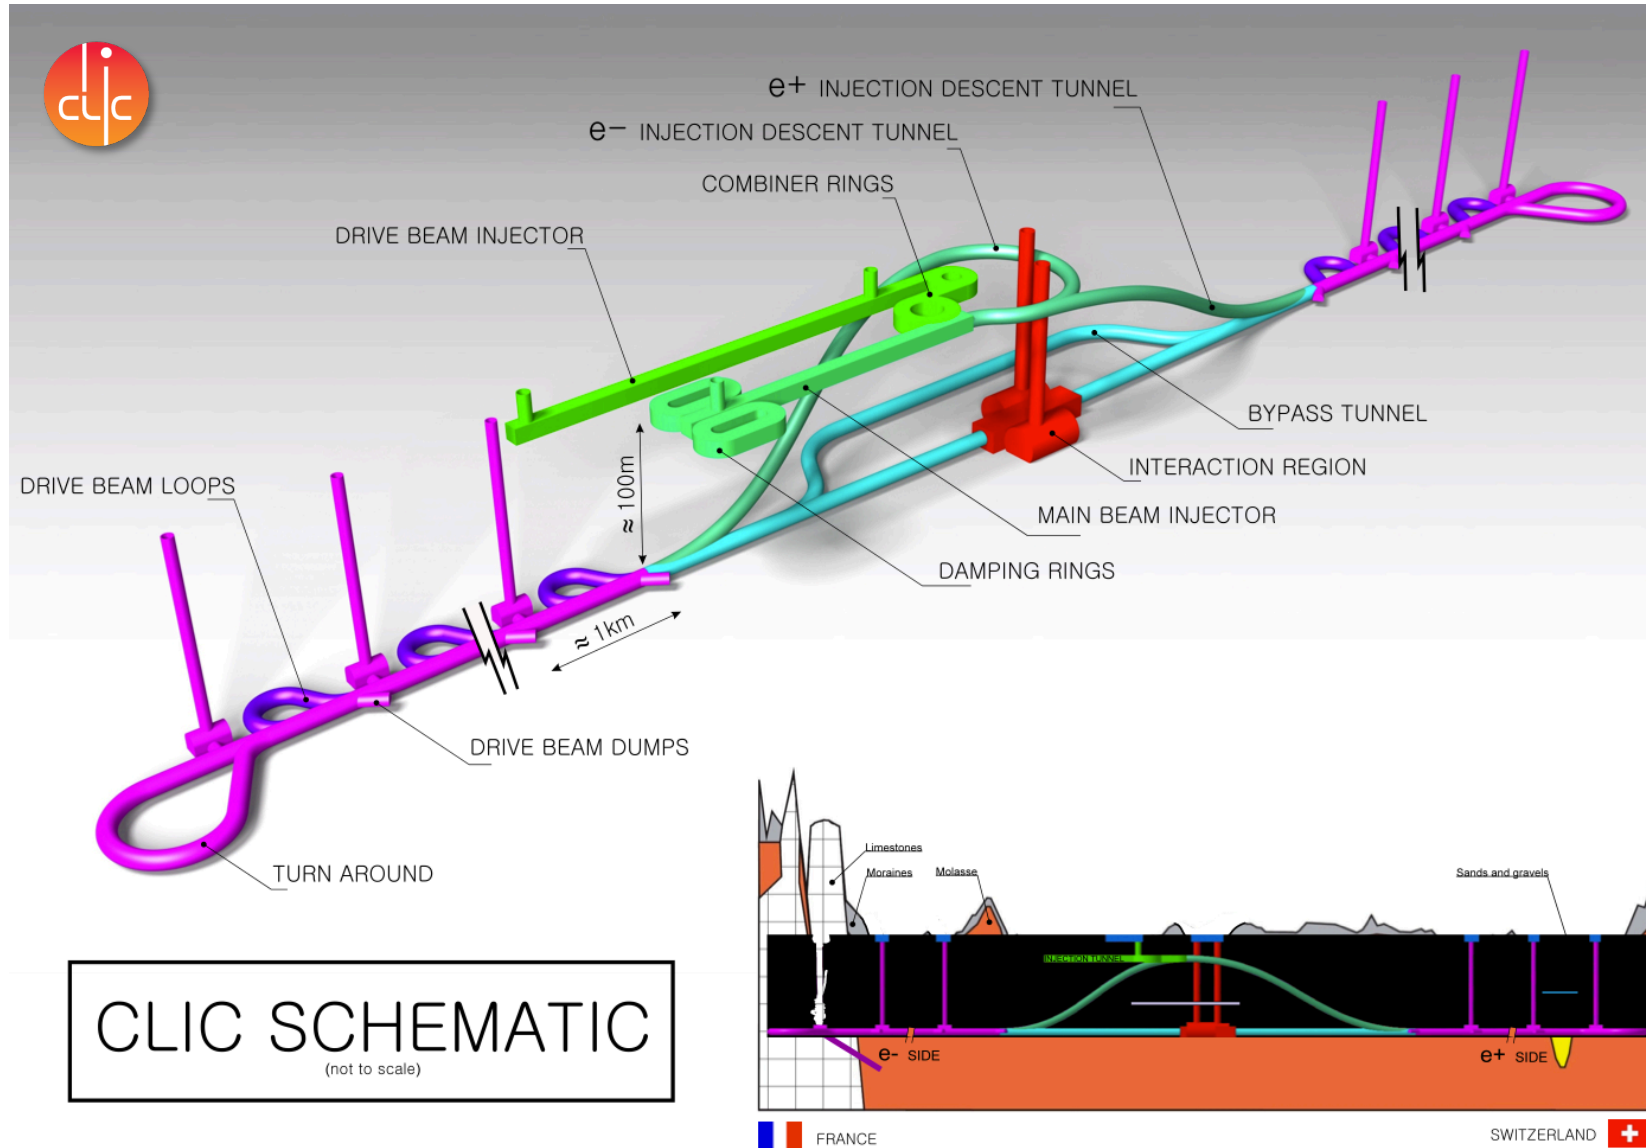 clic
e+ INJECTION DESCENT TUNNEL
e- INJECTION DESCENT TUNNEL
COMBINER RINGS
DRIVE BEAM INJECTOR
DRIVE BEAM LOOPS
≈ 100m
BYPASS TUNNEL
INTERACTION REGION
MAIN BEAM INJECTOR
DAMPING RINGS
≈ 1km
DRIVE BEAM DUMPS
TURN AROUND
Limestones
Moraines
Molasse
Sands and gravels
INJECTION TUNNEL
e- SIDE
e+ SIDE
CLIC SCHEMATIC
(not to scale)
FRANCE
SWITZERLAND